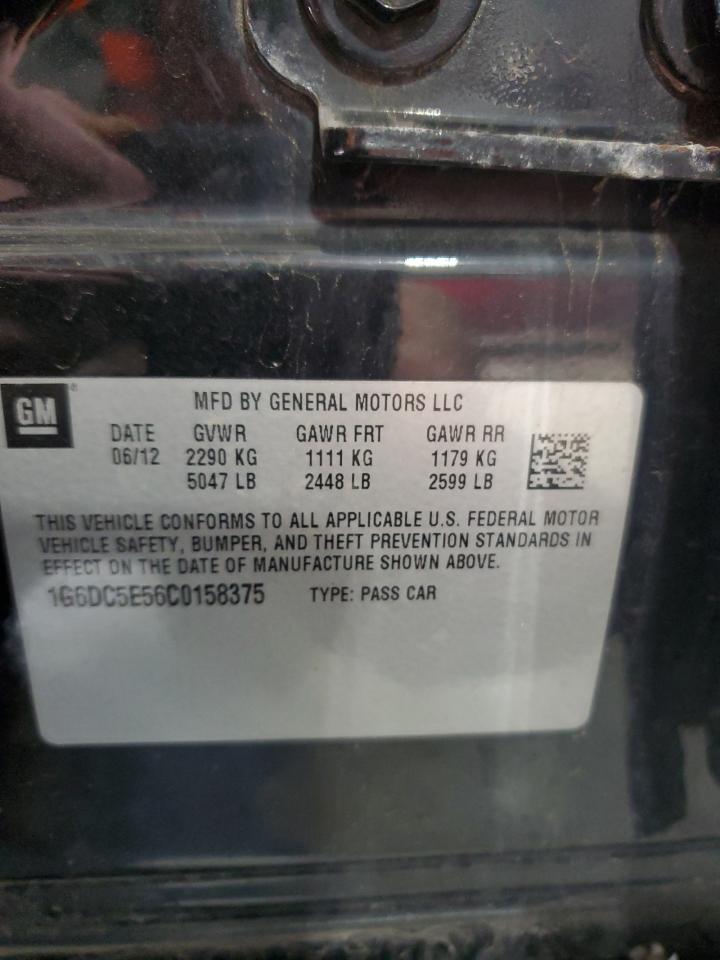 GM ®
MFD BY GENERAL MOTORS LLC
DATE GVWR GAWR FRT GAWR RR
06/12 2290 KG 1111 KG 1179 KG
5047 LB 2448 LB 2599 LB
THIS VEHICLE CONFORMS TO ALL APPLICABLE U.S. FEDERAL MOTOR
VEHICLE SAFETY, BUMPER, AND THEFT PREVENTION STANDARDS IN
EFFECT ON THE DATE OF MANUFACTURE SHOWN ABOVE.
1G6DC5E56C0158375 TYPE: PASS CAR